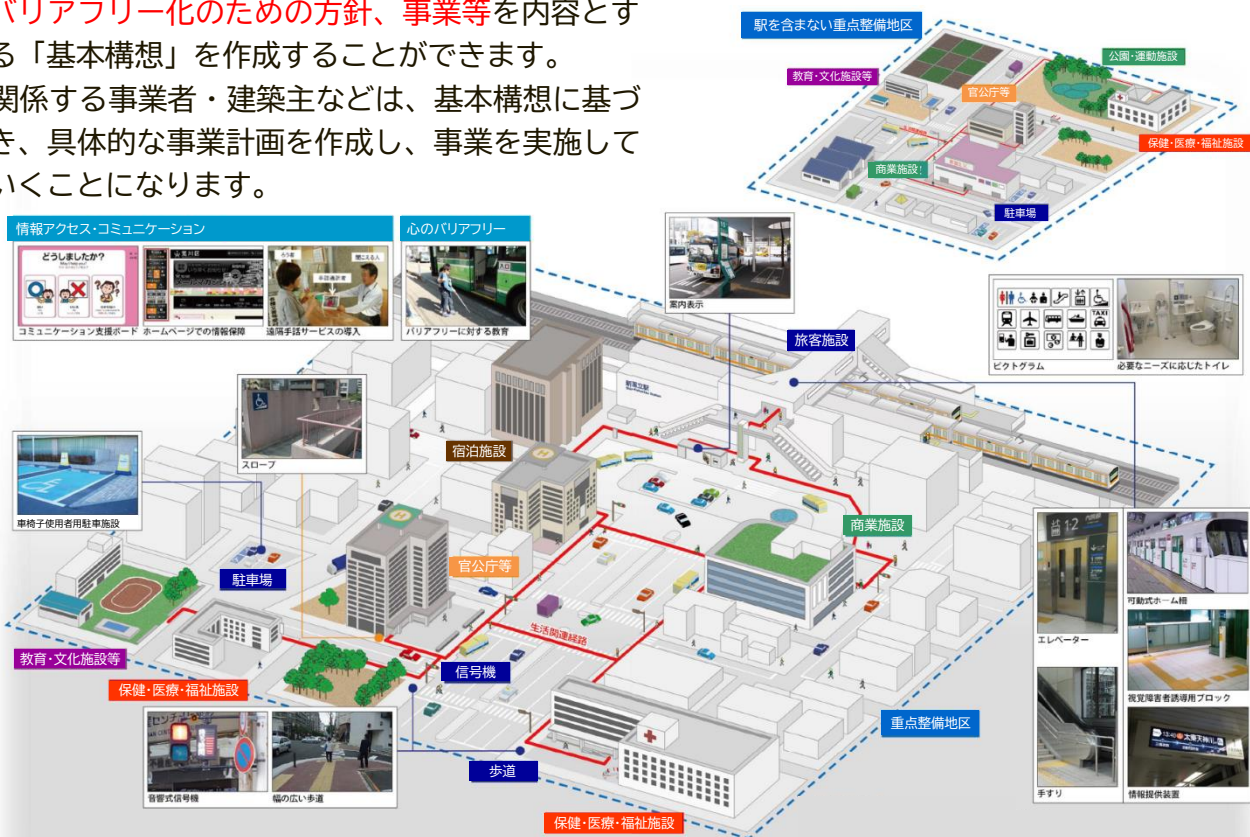 バリアフリー化のための方針、事業等を内容とす
る「基本構想」を作成することができます。
関係する事業者・建築主などは、基本構想に基づ
き、具体的な事業計画を作成し、事業を実施して
いくことになります。
駅を含まない重点整備地区
公園・運動施設
教育・文化施設等
官公庁等
保健・医療・福祉施設
商業施設
駐車場
情報アクセス・コミュニケーション
心のバリアフリー
どうしましたか？
ろう者
聞こえる人
手話通訳者
コミュニケーション支援ボード
ホームページでの情報保障
遠隔手話サービスの導入
バリアフリーに対する教育
案内表示
旅客施設
TAXI
ピクトグラム
必要なニーズに応じたトイレ
スロープ
宿泊施設
車椅子使用者用駐車施設
商業施設
1·2
官公庁等
駐車場
エレベーター
可動式ホーム柵
生活関連経路
教育・文化施設等
信号機
保健・医療・福祉施設
視覚障害者誘導用ブロック
重点整備地区
歩道
音響式信号機
幅の広い歩道
手すり
情報提供装置
保健・医療・福祉施設